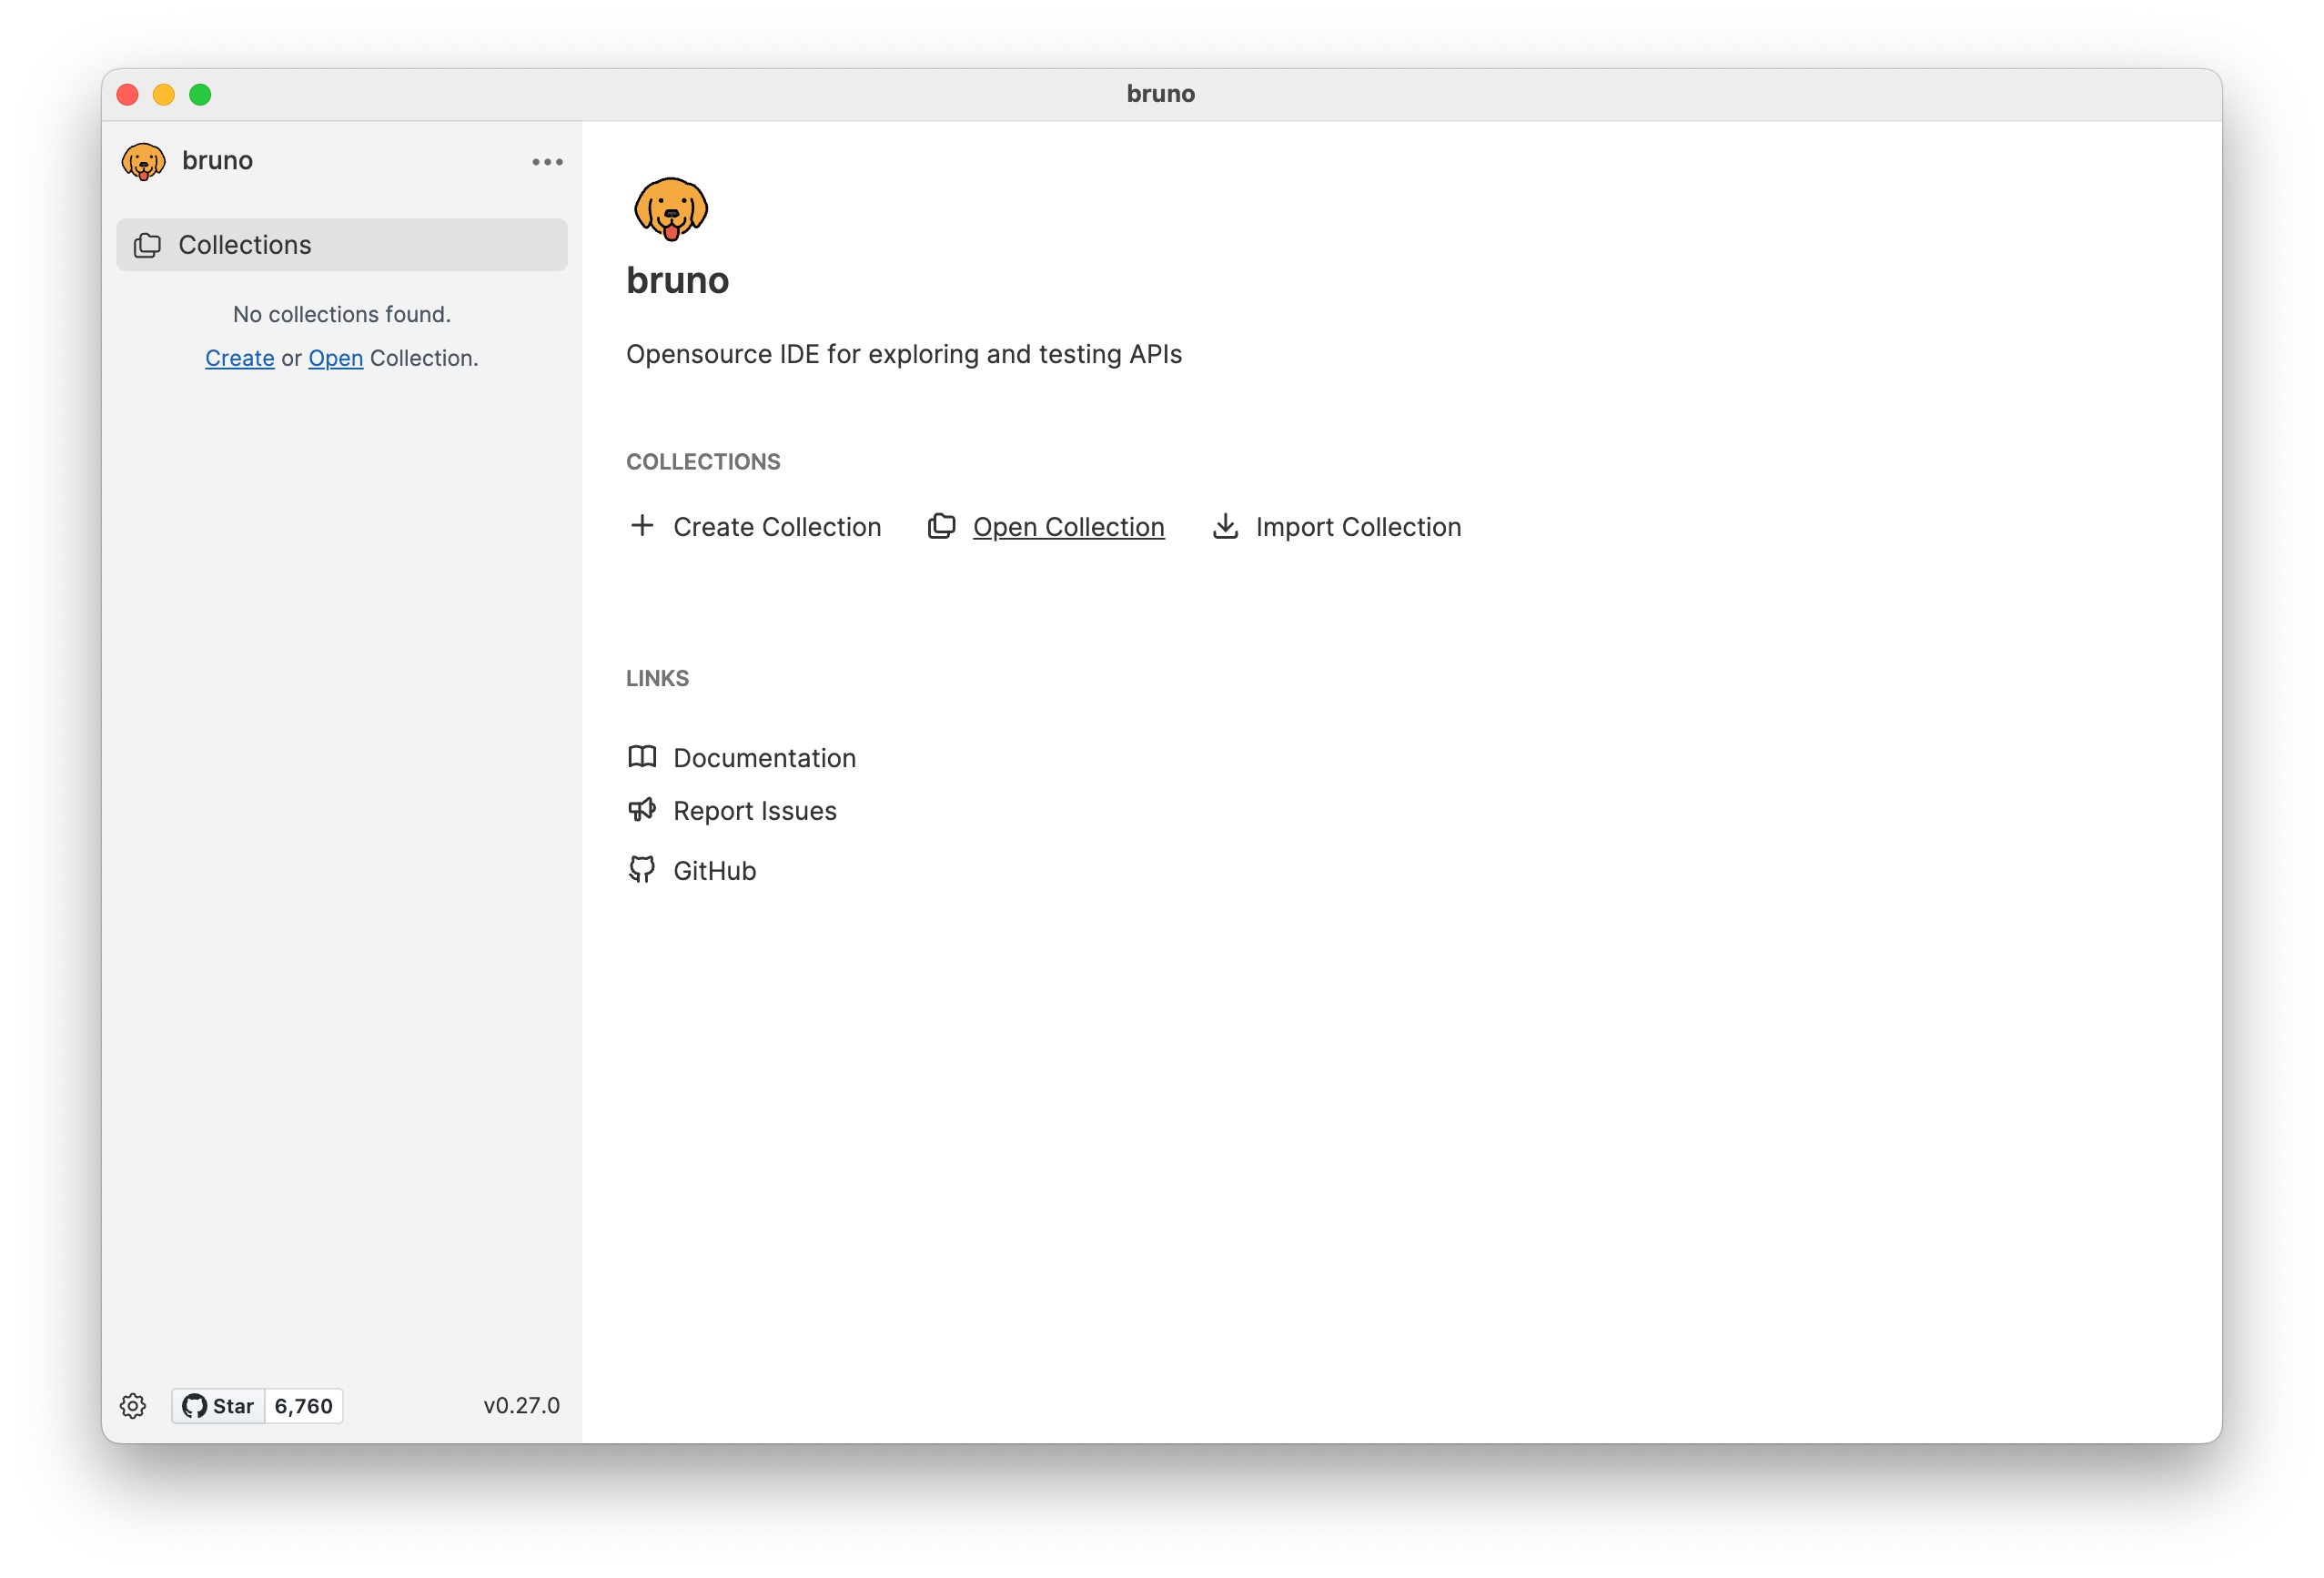 bruno
bruno
Collections
No collections found.
Create or Open Collection.
bruno
Opensource IDE for exploring and testing APIs
COLLECTIONS
Create Collection Open Collection Import Collection
LINKS
Documentation
Report Issues
GitHub
Star 6,760 v0.27.0